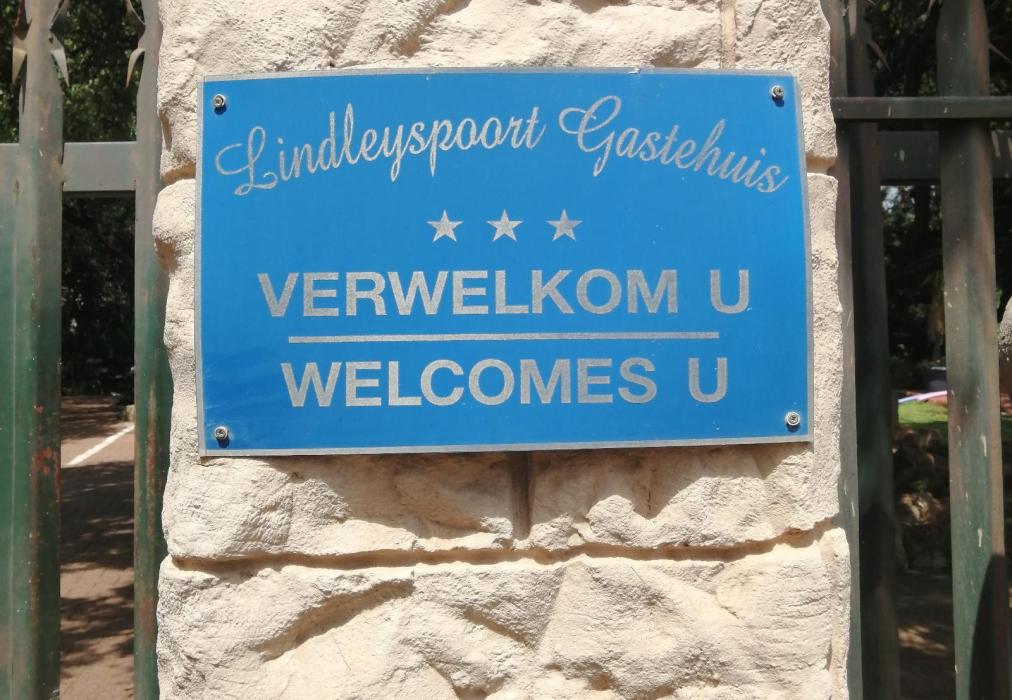 Lindleyspoort Gastehuis
★ ★ ★
VERWELKOM U
WELCOMES U